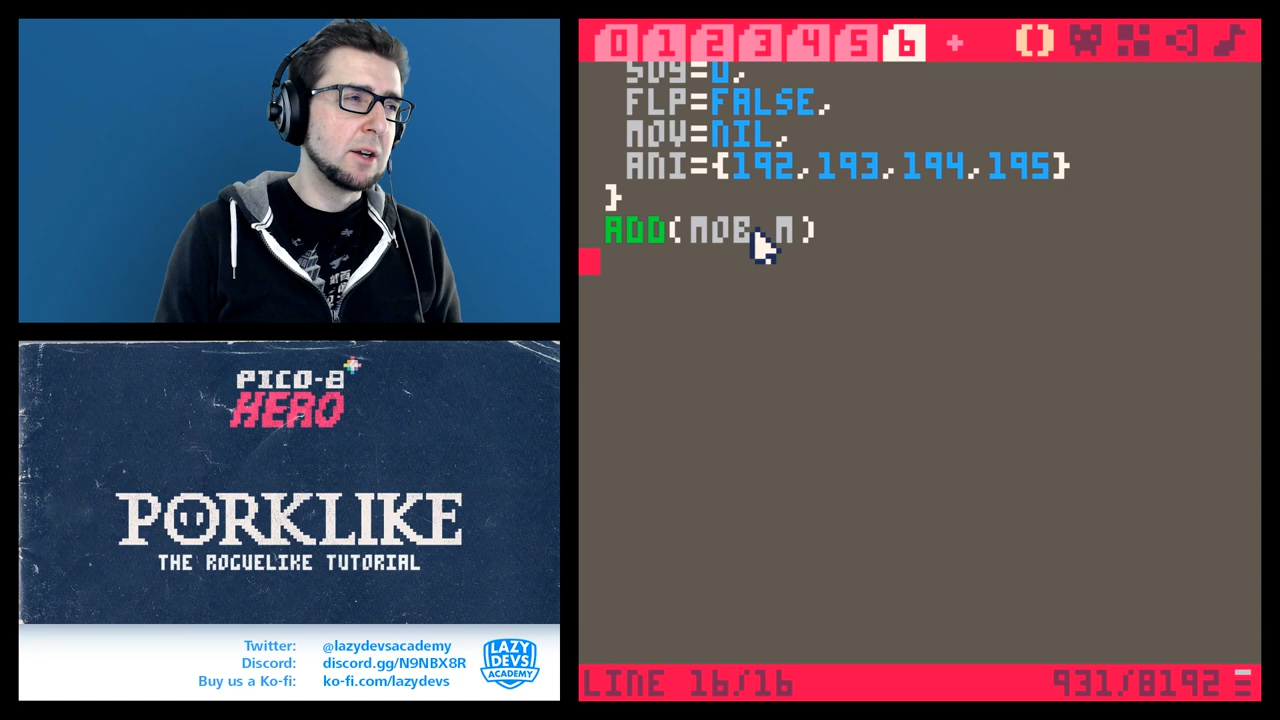 0 1 2 3 4 5 6 +
SDY=0,
FLP=FALSE,
MOV=NIL,
ANI={192,193,194,195}
}
ADD(MOB,M)
LINE 16/16 931/8192
PICO-8
HERO
PORKLIKE
THE ROGUELIKE TUTORIAL
Twitter: @lazydevsacademy
Discord: discord.gg/N9NBX8R
Buy us a Ko-fi: ko-fi.com/lazydevs
LAZY
DEVS
ACADEMY